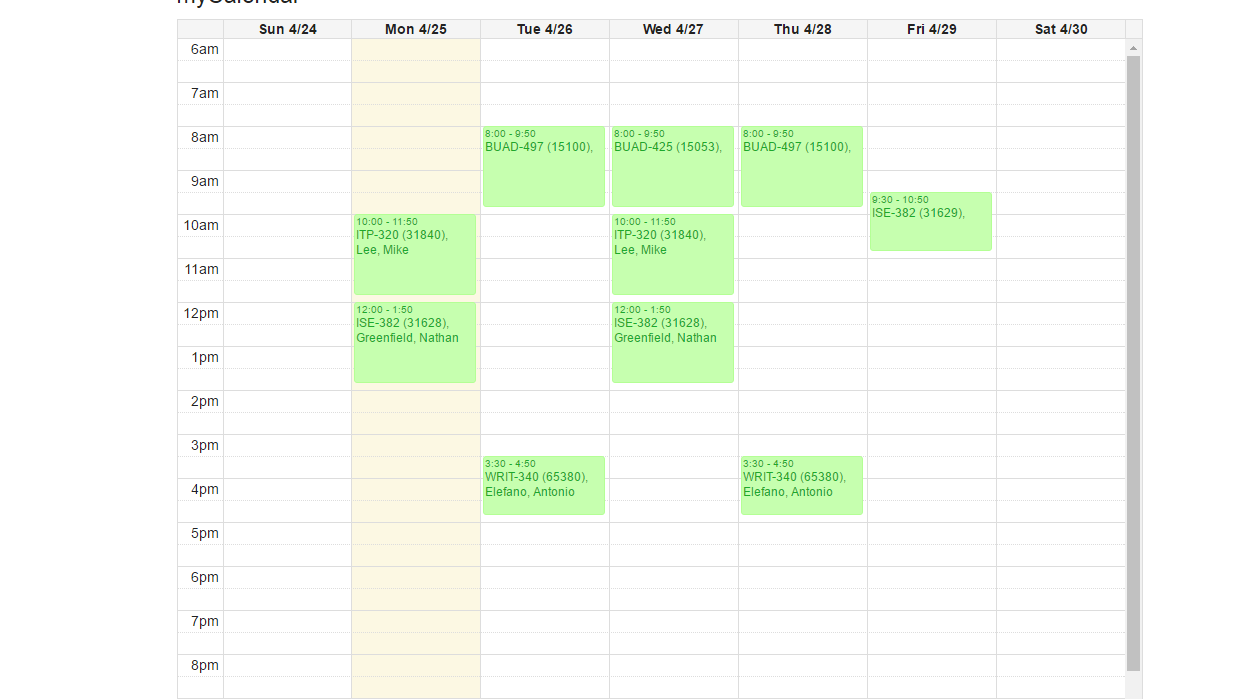 myCalendar
Sun 4/24 Mon 4/25 Tue 4/26 Wed 4/27 Thu 4/28 Fri 4/29 Sat 4/30
6am
7am
8am
8:00 - 9:50
BUAD-497 (15100),
8:00 - 9:50
BUAD-425 (15053),
8:00 - 9:50
BUAD-497 (15100),
9am
9:30 - 10:50
ISE-382 (31629),
10am
10:00 - 11:50
ITP-320 (31840),
Lee, Mike
10:00 - 11:50
ITP-320 (31840),
Lee, Mike
11am
12pm
12:00 - 1:50
ISE-382 (31628),
Greenfield, Nathan
12:00 - 1:50
ISE-382 (31628),
Greenfield, Nathan
1pm
2pm
3pm
3:30 - 4:50
WRIT-340 (65380),
Elefano, Antonio
3:30 - 4:50
WRIT-340 (65380),
Elefano, Antonio
4pm
5pm
6pm
7pm
8pm